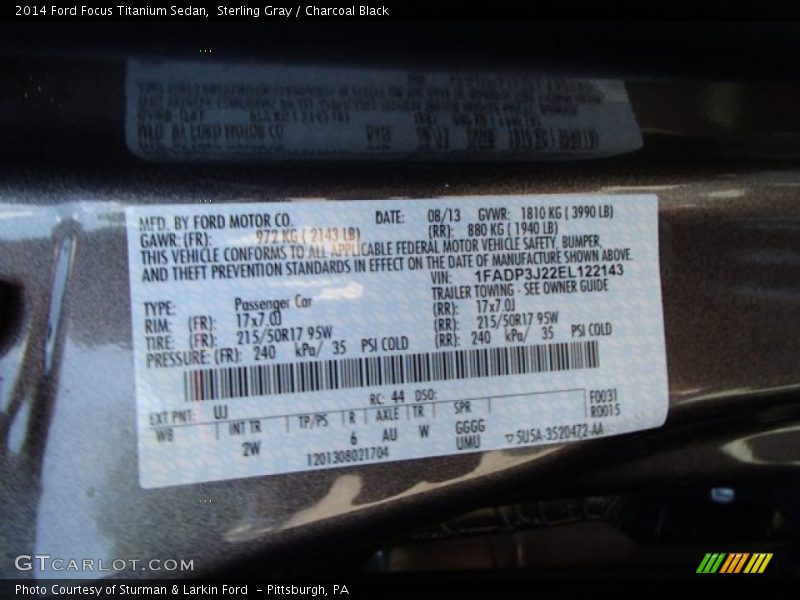 2014 Ford Focus Titanium Sedan, Sterling Gray / Charcoal Black
MFD. BY FORD MOTOR CO. DATE: 08/13 GVWR: 1810 KG ( 3990 LB)
GAWR: (FR): 972 KG ( 2143 LB) (RR): 880 KG ( 1940 LB)
THIS VEHICLE CONFORMS TO ALL APPLICABLE FEDERAL MOTOR VEHICLE SAFETY, BUMPER,
AND THEFT PREVENTION STANDARDS IN EFFECT ON THE DATE OF MANUFACTURE SHOWN ABOVE.
VIN: 1FADP3J22EL122143
TRAILER TOWING - SEE OWNER GUIDE
TYPE: Passenger Car
RIM: (FR): 17x7.0J (RR): 17x7.0J
TIRE: (FR): 215/50R17 95W (RR): 215/50R17 95W
PRESSURE: (FR): 240 kPa/ 35 PSI COLD (RR): 240 kPa/ 35 PSI COLD
EXT PNT: UJ RC: 44 DSO: F0031
WB INT TR TP/PS R AXLE TR SPR R0015
2W 6 AU W GGGG
UMU
1201308021704 ▽5U5A-3520472-AA
GTCARLOT.COM
Photo Courtesy of Sturman & Larkin Ford - Pittsburgh, PA